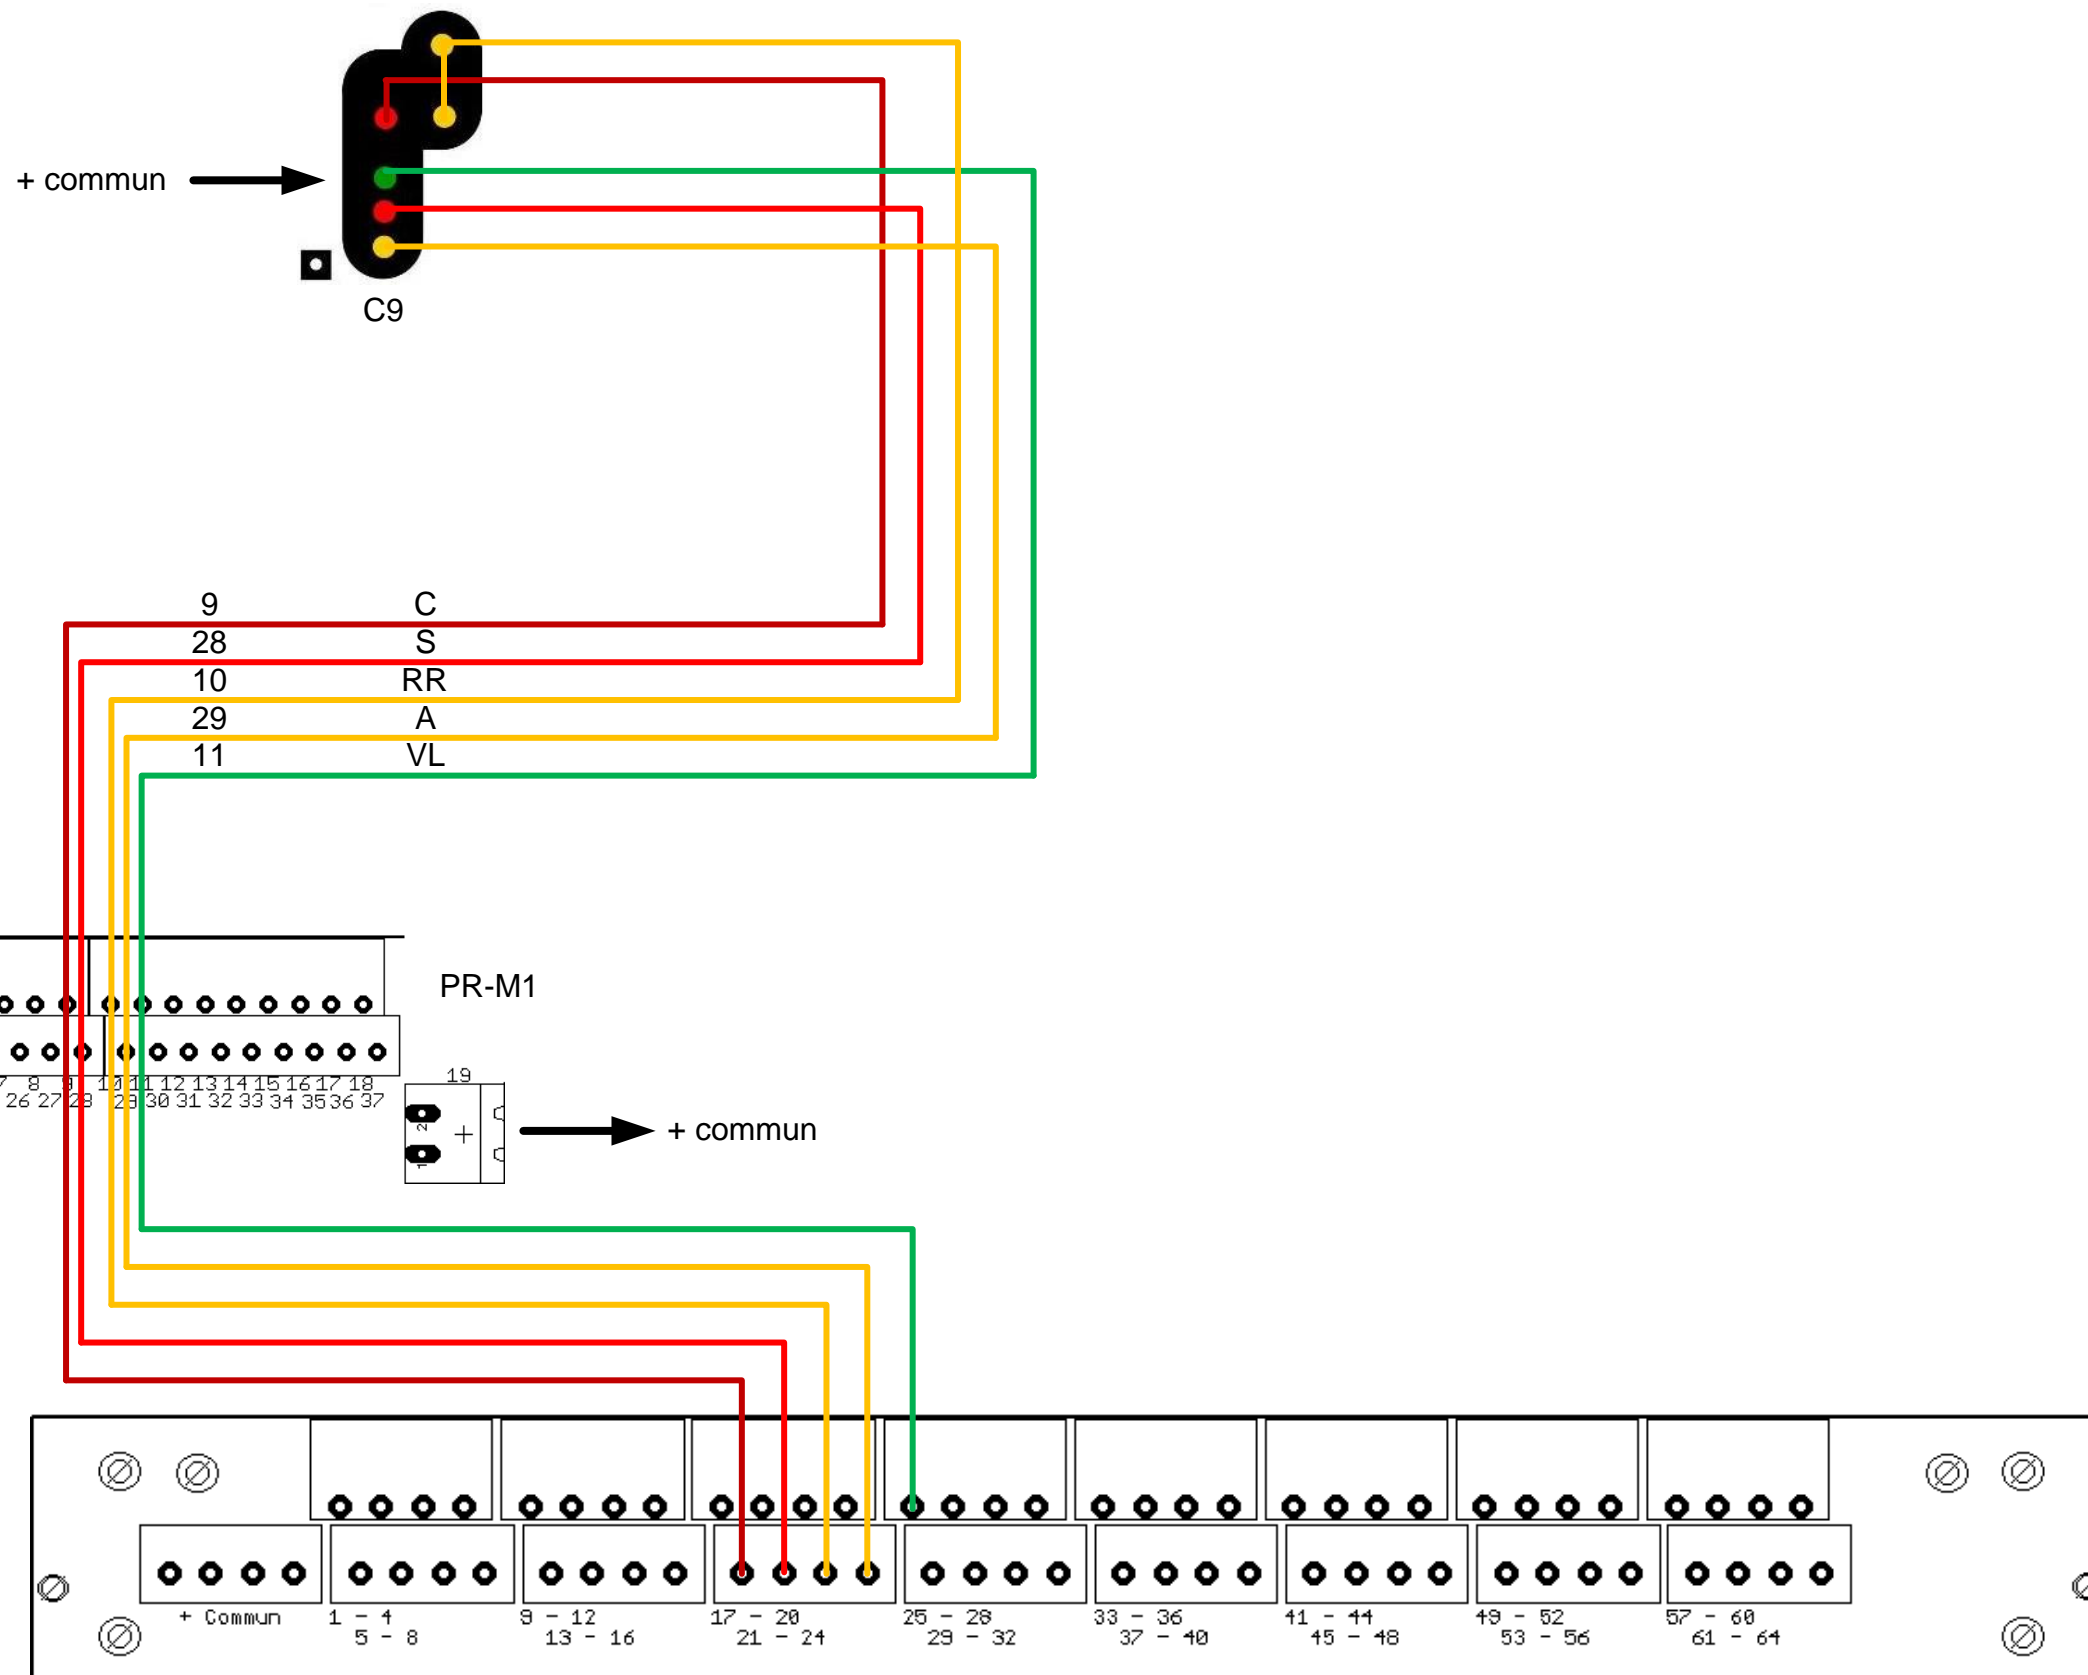 + commun
C9
9 C
28 S
10 RR
29 A
11 VL
PR-M1
7 8 9 10 11 12 13 14 15 16 17 18
26 27 28 29 30 31 32 33 34 35 36 37
19
2
+
1
+ commun
+ Commun 1 - 4 9 - 12 17 - 20 25 - 28 33 - 36 41 - 44 49 - 52 57 - 60
5 - 8 13 - 16 21 - 24 29 - 32 37 - 40 45 - 48 53 - 56 61 - 64